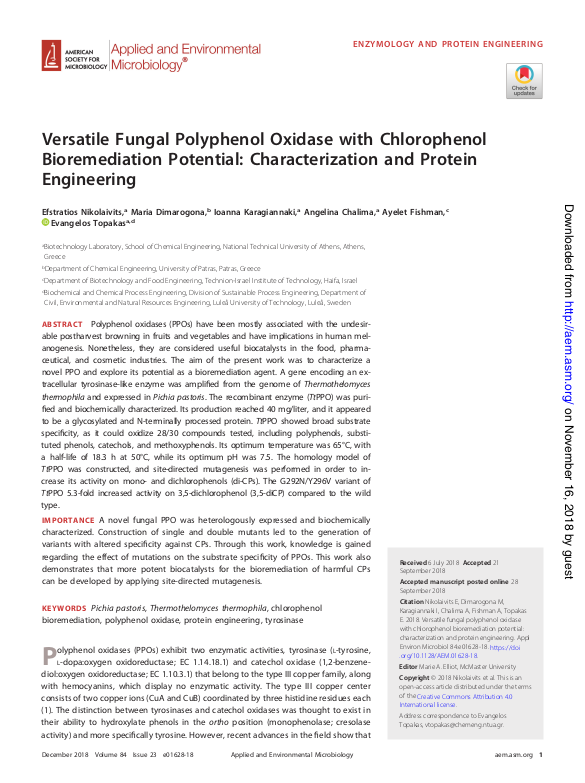 AMERICAN
SOCIETY FOR
MICROBIOLOGY
Applied and Environmental
Microbiology®
ENZYMOLOGY AND PROTEIN ENGINEERING
Check for
updates
Versatile Fungal Polyphenol Oxidase with Chlorophenol
Bioremediation Potential: Characterization and Protein
Engineering
Efstratios Nikolaivits,a Maria Dimarogona,b Ioanna Karagiannaki,a Angelina Chalima,a Ayelet Fishman,c
Evangelos Topakasa,d
aBiotechnology Laboratory, School of Chemical Engineering, National Technical University of Athens, Athens,
Greece
bDepartment of Chemical Engineering, University of Patras, Patras, Greece
cDepartment of Biotechnology and Food Engineering, Technion-Israel Institute of Technology, Haifa, Israel
dBiochemical and Chemical Process Engineering, Division of Sustainable Process Engineering, Department of
Civil, Environmental and Natural Resources Engineering, Luleå University of Technology, Luleå, Sweden
ABSTRACT Polyphenol oxidases (PPOs) have been mostly associated with the undesir-
able postharvest browning in fruits and vegetables and have implications in human mel-
anogenesis. Nonetheless, they are considered useful biocatalysts in the food, pharma-
ceutical, and cosmetic industries. The aim of the present work was to characterize a
novel PPO and explore its potential as a bioremediation agent. A gene encoding an ex-
tracellular tyrosinase-like enzyme was amplified from the genome of Thermothelomyces
thermophila and expressed in Pichia pastoris. The recombinant enzyme (TtPPO) was puri-
fied and biochemically characterized. Its production reached 40 mg/liter, and it appeared
to be a glycosylated and N-terminally processed protein. TtPPO showed broad substrate
specificity, as it could oxidize 28/30 compounds tested, including polyphenols, substi-
tuted phenols, catechols, and methoxyphenols. Its optimum temperature was 65°C, with
a half-life of 18.3 h at 50°C, while its optimum pH was 7.5. The homology model of
TtPPO was constructed, and site-directed mutagenesis was performed in order to in-
crease its activity on mono- and dichlorophenols (di-CPs). The G292N/Y296V variant of
TtPPO 5.3-fold increased activity on 3,5-dichlorophenol (3,5-diCP) compared to the wild
type.
IMPORTANCE A novel fungal PPO was heterologously expressed and biochemically
characterized. Construction of single and double mutants led to the generation of
variants with altered specificity against CPs. Through this work, knowledge is gained
regarding the effect of mutations on the substrate specificity of PPOs. This work also
demonstrates that more potent biocatalysts for the bioremediation of harmful CPs
can be developed by applying site-directed mutagenesis.
KEYWORDS Pichia pastoris, Thermothelomyces thermophila, chlorophenol
bioremediation, polyphenol oxidase, protein engineering, tyrosinase
Polyphenol oxidases (PPOs) exhibit two enzymatic activities, tyrosinase (L-tyrosine,
L-dopa:oxygen oxidoreductase; EC 1.14.18.1) and catechol oxidase (1,2-benzene-
diol:oxygen oxidoreductase; EC 1.10.3.1) that belong to the type III copper family, along
with hemocyanins, which display no enzymatic activity. The type III copper center
consists of two copper ions (CuA and CuB) coordinated by three histidine residues each
(1). The distinction between tyrosinases and catechol oxidases was thought to exist in
their ability to hydroxylate phenols in the ortho position (monophenolase; cresolase
activity) and more specifically tyrosine. However, recent advances in the field show that
Received 6 July 2018 Accepted 21
September 2018
Accepted manuscript posted online 28
September 2018
Citation Nikolaivits E, Dimarogona M,
Karagiannaki I, Chalima A, Fishman A, Topakas
E. 2018. Versatile fungal polyphenol oxidase
with chlorophenol bioremediation potential:
characterization and protein engineering. Appl
Environ Microbiol 84:e01628-18. https://doi
.org/10.1128/AEM.01628-18.
Editor Marie A. Elliot, McMaster University
Copyright © 2018 Nikolaivits et al. This is an
open-access article distributed under the terms
of the Creative Commons Attribution 4.0
International license.
Address correspondence to Evangelos
Topakas, vtopakas@chemeng.ntua.gr.
December 2018 Volume 84 Issue 23 e01628-18
Applied and Environmental Microbiology
aem.asm.org 1
Downloaded from http://aem.asm.org/ on November 16, 2018 by guest